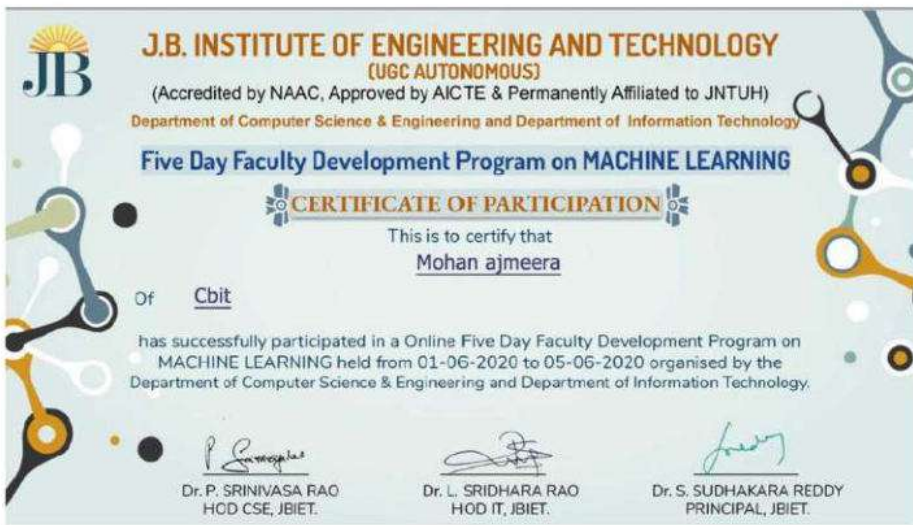 JB
J.B. INSTITUTE OF ENGINEERING AND TECHNOLOGY
(UGC AUTONOMOUS)
(Accredited by NAAC, Approved by AICTE & Permanently Affiliated to JNTUH)
Department of Computer Science & Engineering and Department of Information Technology
Five Day Faculty Development Program on MACHINE LEARNING
CERTIFICATE OF PARTICIPATION
This is to certify that
Mohan ajmeera
Of Cbit
has successfully participated in a Online Five Day Faculty Development Program on
MACHINE LEARNING held from 01-06-2020 to 05-06-2020 organised by the
Department of Computer Science & Engineering and Department of Information Technology.
Dr. P. SRINIVASA RAO
HOD CSE, JBIET.
Dr. L. SRIDHARA RAO
HOD IT, JBIET.
Dr. S. SUDHAKARA REDDY
PRINCIPAL, JBIET.